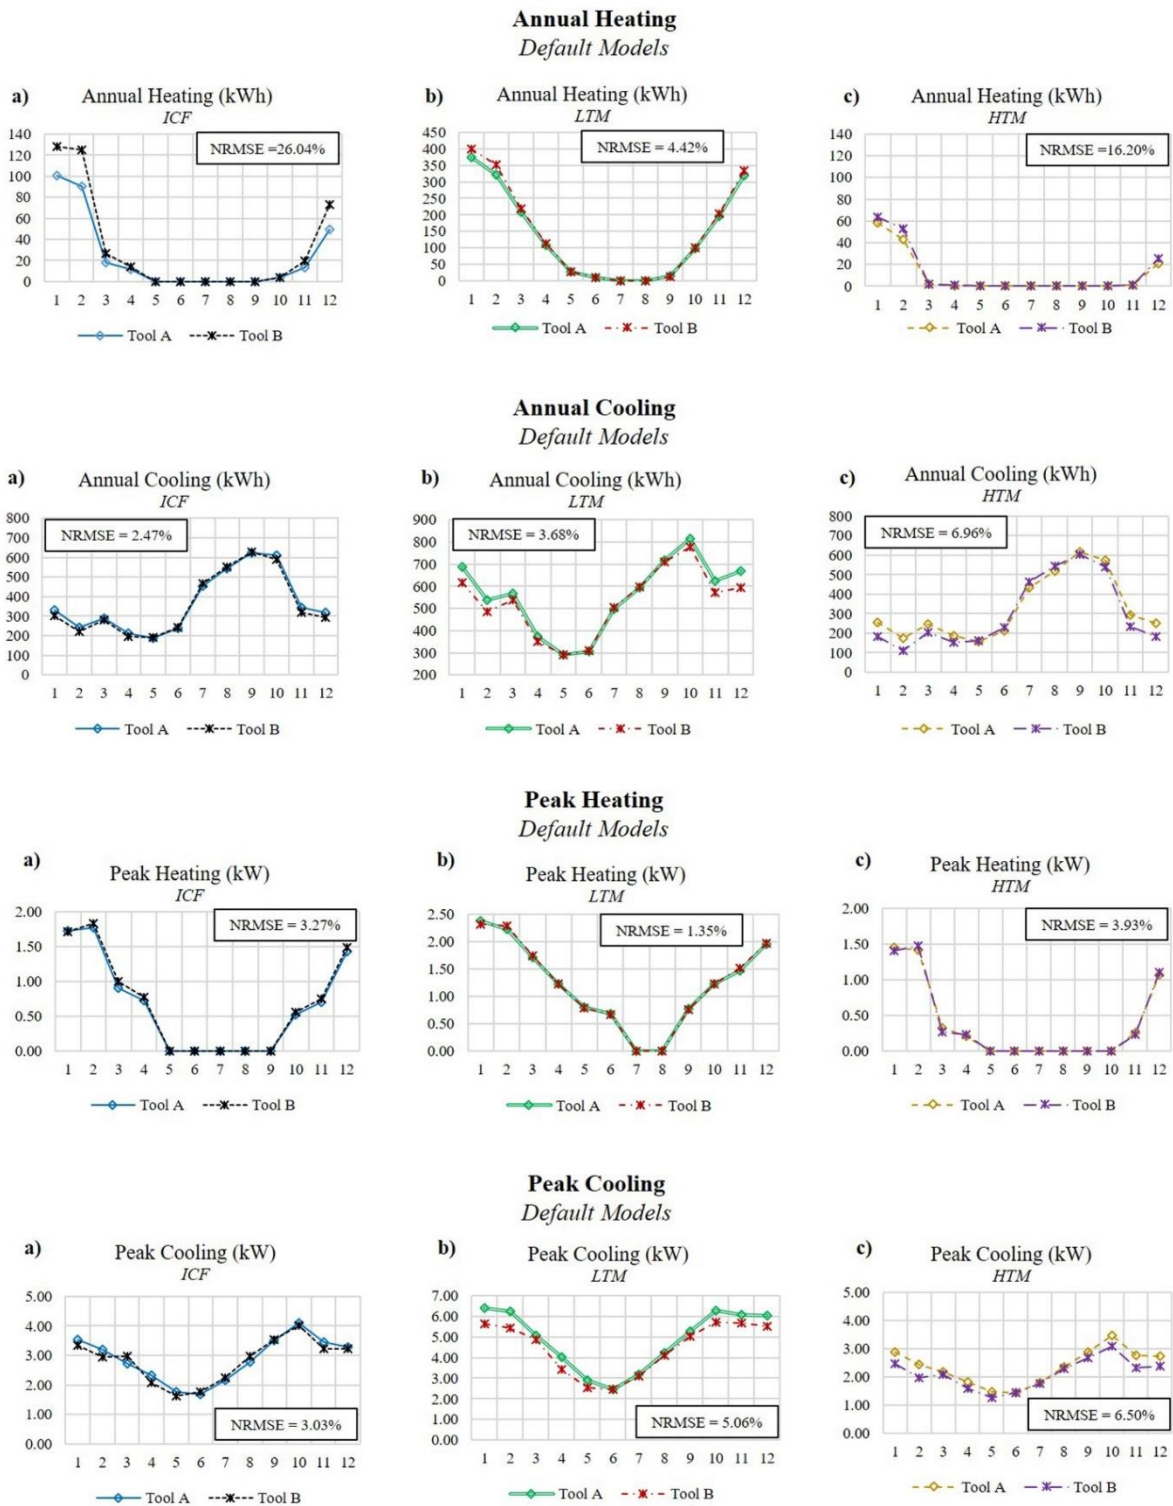 Annual Heating
Default Models
a) Annual Heating (kWh)
ICF
140
120
100
80
60
40
20
0
NRMSE =26.04%
1 2 3 4 5 6 7 8 9 10 11 12
Tool A Tool B
b) Annual Heating (kWh)
LTM
450
400
350
300
250
200
150
100
50
0
NRMSE = 4.42%
1 2 3 4 5 6 7 8 9 10 11 12
Tool A Tool B
c) Annual Heating (kWh)
HTM
140
120
100
80
60
40
20
0
NRMSE =16.20%
1 2 3 4 5 6 7 8 9 10 11 12
Tool A Tool B
Annual Cooling
Default Models
a) Annual Cooling (kWh)
ICF
800
700
600
500
400
300
200
100
0
NRMSE = 2.47%
1 2 3 4 5 6 7 8 9 10 11 12
Tool A Tool B
b) Annual Cooling (kWh)
LTM
900
800
700
600
500
400
300
200
NRMSE = 3.68%
1 2 3 4 5 6 7 8 9 10 11 12
Tool A Tool B
c) Annual Cooling (kWh)
HTM
800
700
600
500
400
300
200
100
0
NRMSE = 6.96%
1 2 3 4 5 6 7 8 9 10 11 12
Tool A Tool B
Peak Heating
Default Models
a) Peak Heating (kW)
ICF
2.00
1.50
1.00
0.50
0.00
NRMSE = 3.27%
1 2 3 4 5 6 7 8 9 10 11 12
Tool A Tool B
b) Peak Heating (kW)
LTM
2.50
2.00
1.50
1.00
0.50
0.00
NRMSE = 1.35%
1 2 3 4 5 6 7 8 9 10 11 12
Tool A Tool B
c) Peak Heating (kW)
HTM
2.00
1.50
1.00
0.50
0.00
NRMSE = 3.93%
1 2 3 4 5 6 7 8 9 10 11 12
Tool A Tool B
Peak Cooling
Default Models
a) Peak Cooling (kW)
ICF
5.00
4.00
3.00
2.00
1.00
0.00
NRMSE = 3.03%
1 2 3 4 5 6 7 8 9 10 11 12
Tool A Tool B
b) Peak Cooling (kW)
LTM
7.00
6.00
5.00
4.00
3.00
2.00
1.00
0.00
NRMSE = 5.06%
1 2 3 4 5 6 7 8 9 10 11 12
Tool A Tool B
c) Peak Cooling (kW)
HTM
5.00
4.00
3.00
2.00
1.00
0.00
NRMSE = 6.50%
1 2 3 4 5 6 7 8 9 10 11 12
Tool A Tool B